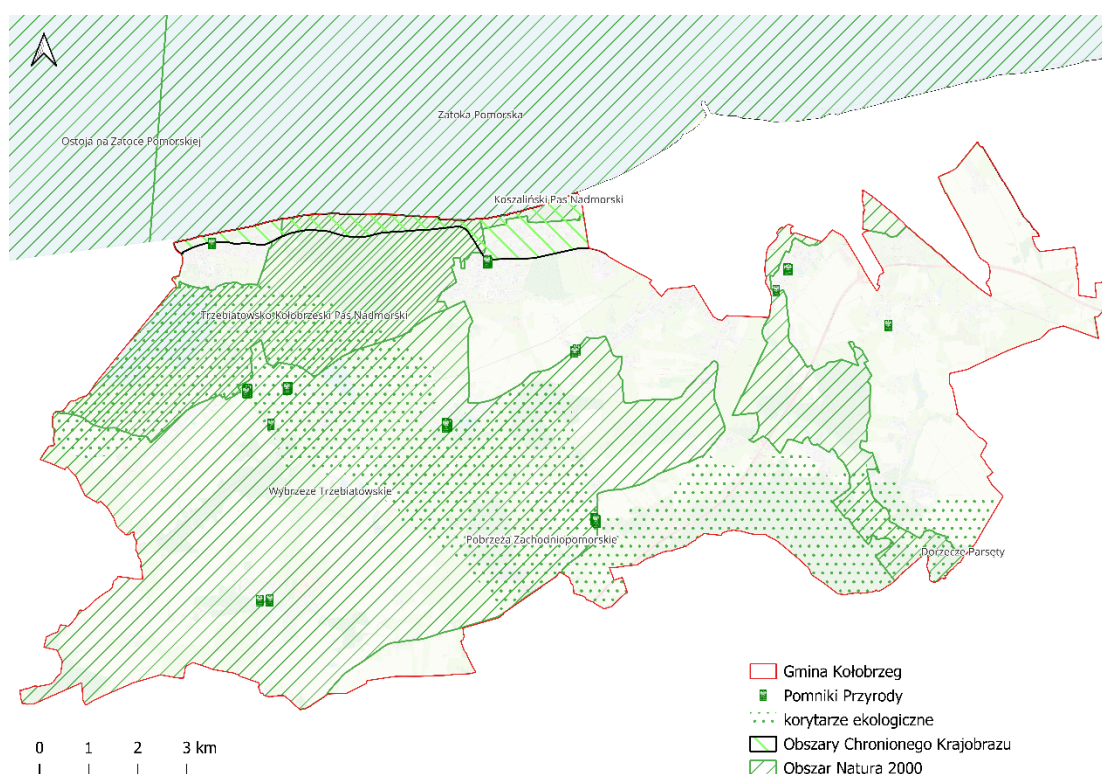 Zatoka Pomorska
Ostoja na Zatoce Pomorskiej
Koszaliński Pas Nadmorski
Trzebiatowsko Kołobrzeski Pas Nadmorski
Wybrzeże Trzebiatowskie
Pobrzeża Zachodniopomorskie
Dorzecze Parsęty
Gmina Kołobrzeg
Pomniki Przyrody
korytarze ekologiczne
Obszary Chronionego Krajobrazu
Obszar Natura 2000
0 1 2 3 km